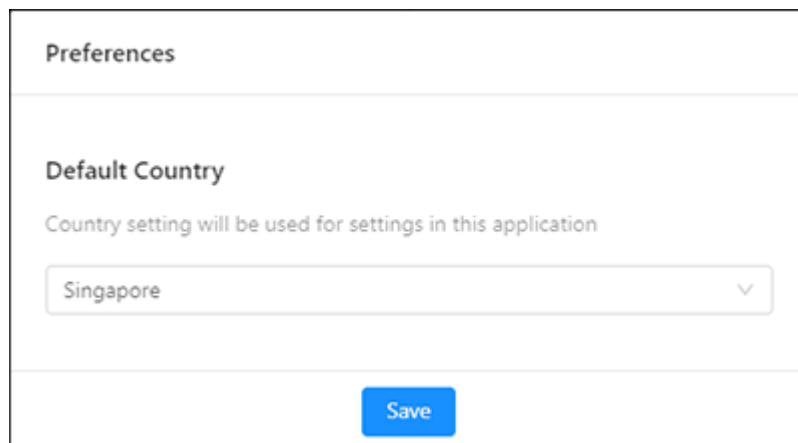 Preferences
Default Country
Country setting will be used for settings in this application
Singapore
Save